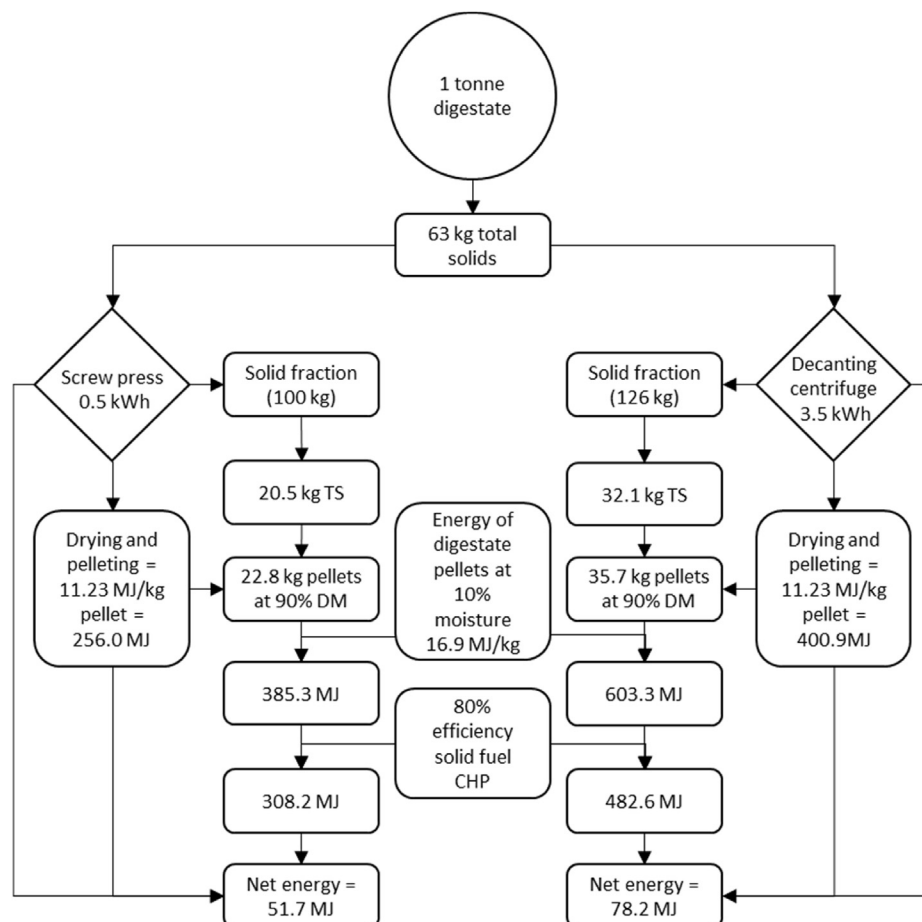 1 tonne
digestate
63 kg total
solids
Screw press
0.5 kWh
Solid fraction
(100 kg)
Solid fraction
(126 kg)
Decanting
centrifuge
3.5 kWh
20.5 kg TS
32.1 kg TS
Drying and
pelleting =
11.23 MJ/kg
pellet =
256.0 MJ
22.8 kg pellets
at 90% DM
Energy of
digestate
pellets at
10%
moisture
16.9 MJ/kg
35.7 kg pellets
at 90% DM
Drying and
pelleting =
11.23 MJ/kg
pellet =
400.9MJ
385.3 MJ
603.3 MJ
80%
efficiency
solid fuel
CHP
308.2 MJ
482.6 MJ
Net energy =
51.7 MJ
Net energy =
78.2 MJ